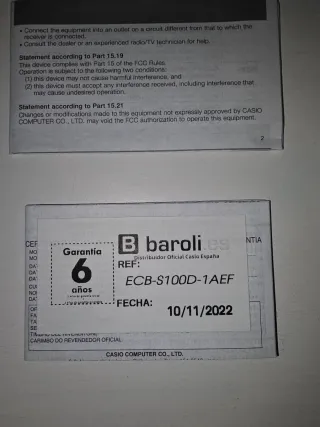 • Connect the equipment into an outlet on a circuit different from that to which the
receiver is connected.
• Consult the dealer or an experienced radio/TV technician for help.
Statement according to Part 15.19
This device complies with Part 15 of the FCC Rules.
Operation is subject to the following two conditions:
(1) this device may not cause harmful interference, and
(2) this device must accept any interference received, including interference that
may cause undesired operation.
Statement according to Part 15.21
Changes or modifications made to this equipment not expressly approved by CASIO
COMPUTER CO., LTD. may void the FCC authorization to operate this equipment.
2
CER
NTIA
Garantía
6
años
B baroli.es
Distribuidor Oficial Casio España
REF:
ECB-S100D-1AEF
FECHA:
10/11/2022
CARIMBO DO REVENDEDOR OFICIAL
CASIO COMPUTER CO., LTD.